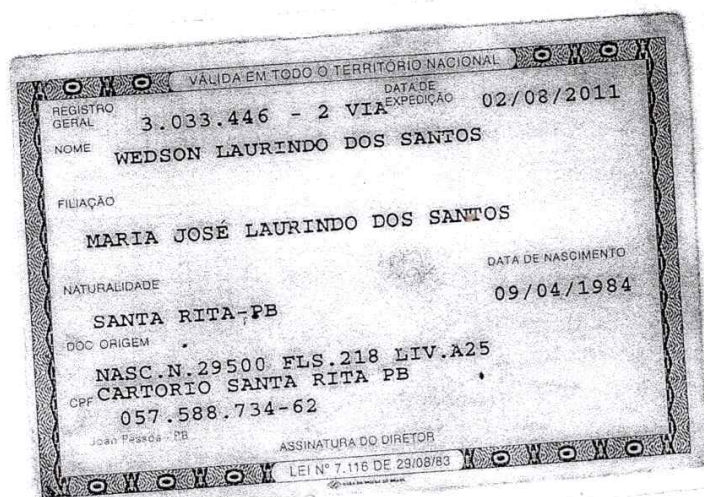 VÁLIDA EM TODO O TERRITÓRIO NACIONAL
REGISTRO GERAL 3.033.446 - 2 VIA DATA DE EXPEDIÇÃO 02/08/2011
NOME WEDSON LAURINDO DOS SANTOS
FILIAÇÃO
MARIA JOSÉ LAURINDO DOS SANTOS
NATURALIDADE DATA DE NASCIMENTO
SANTA RITA-PB 09/04/1984
DOC ORIGEM
NASC.N.29500 FLS.218 LIV.A25
CARTORIO SANTA RITA PB
CPF 057.588.734-62
João Pessoa - PB
ASSINATURA DO DIRETOR
LEI Nº 7.116 DE 29/08/83